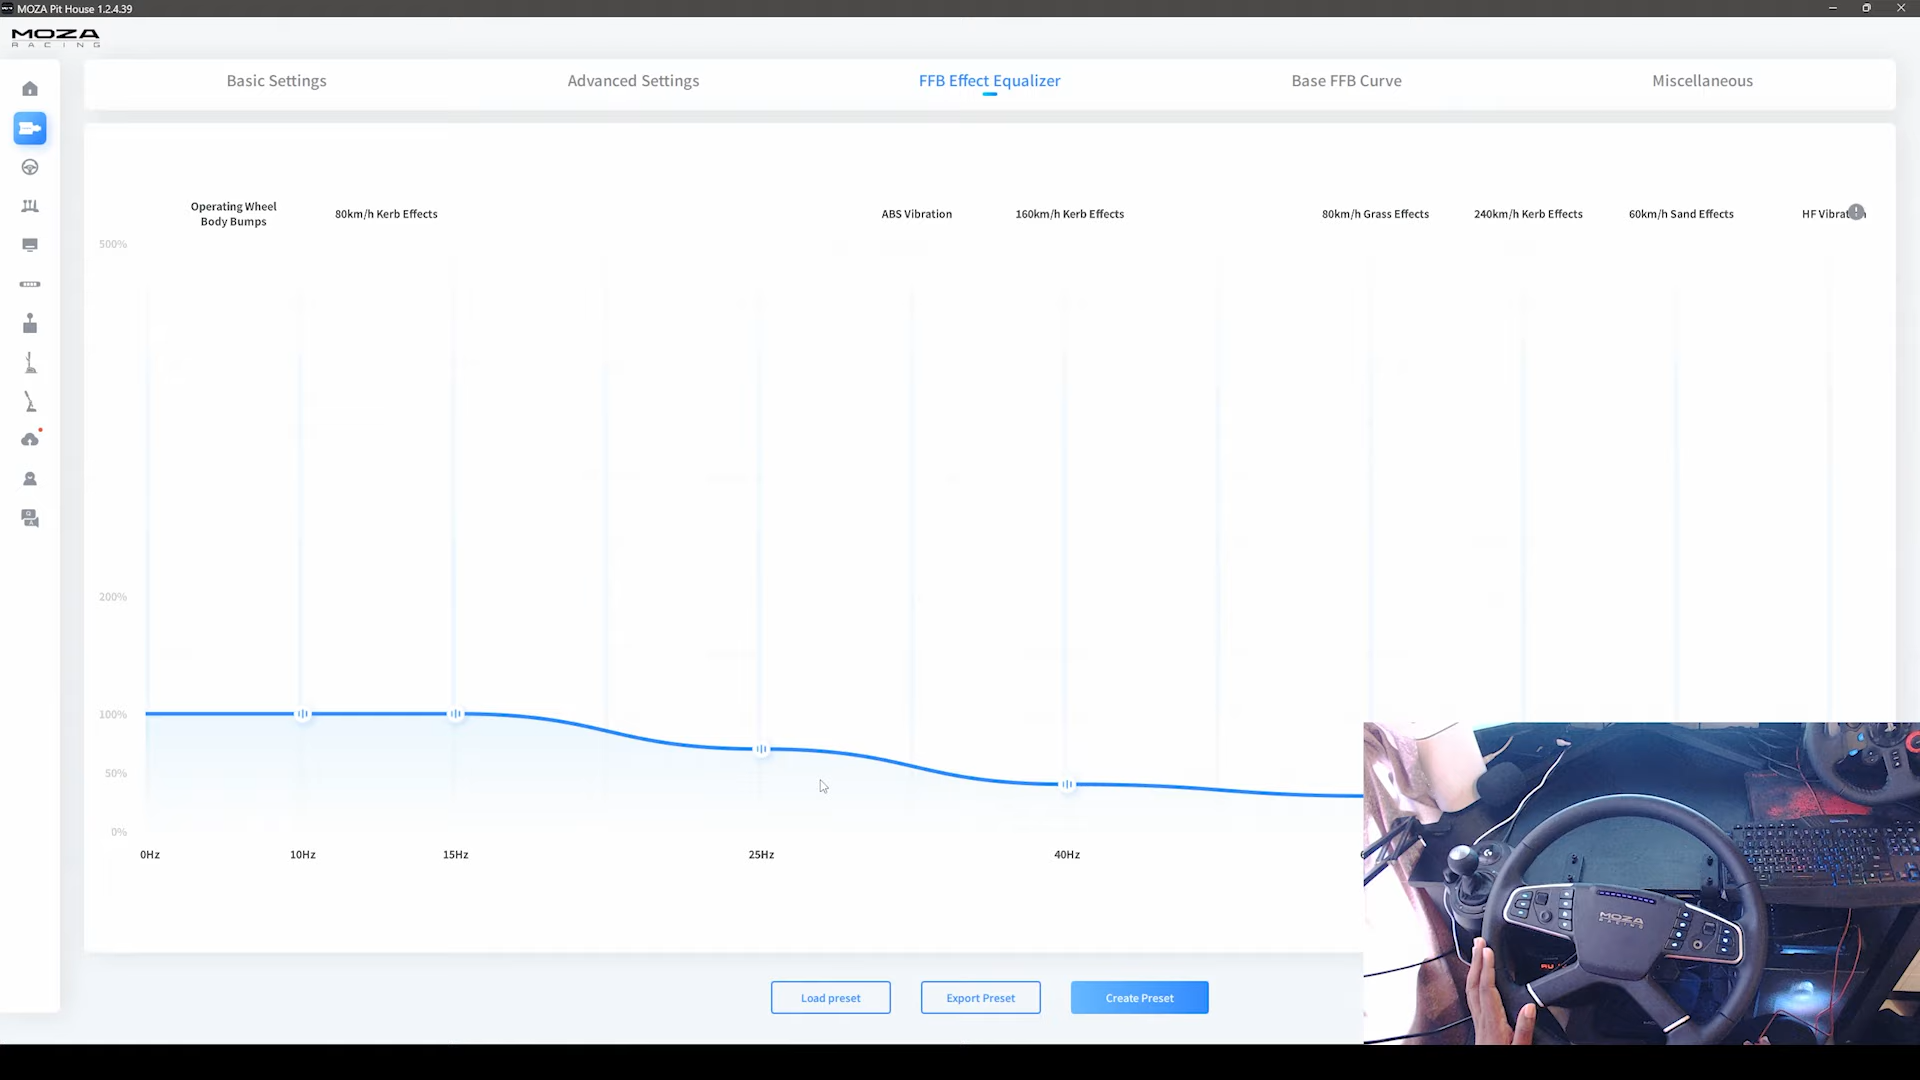 MOZA Pit House 1.2.4.39
MOZA
RACING
Basic Settings
Advanced Settings
FFB Effect Equalizer
Base FFB Curve
Miscellaneous
Operating Wheel
Body Bumps
80km/h Kerb Effects
ABS Vibration
160km/h Kerb Effects
80km/h Grass Effects
240km/h Kerb Effects
60km/h Sand Effects
500%
200%
100%
50%
0%
0Hz
10Hz
15Hz
25Hz
40Hz
Load preset
Export Preset
Create Preset
MOZA
RACING